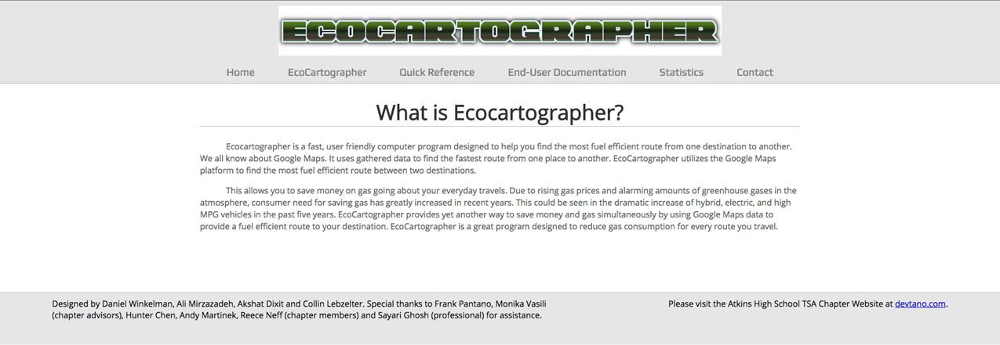 ECOCARTOGRAPHER
Home EcoCartographer Quick Reference End-User Documentation Statistics Contact
What is Ecocartographer?
Ecocartographer is a fast, user friendly computer program designed to help you find the most fuel efficient route from one destination to another.
We all know about Google Maps. It uses gathered data to find the fastest route from one place to another. EcoCartographer utilizes the Google Maps
platform to find the most fuel efficient route between two destinations.
This allows you to save money on gas going about your everyday travels. Due to rising gas prices and alarming amounts of greenhouse gases in the
atmosphere, consumer need for saving gas has greatly increased in recent years. This could be seen in the dramatic increase of hybrid, electric, and high
MPG vehicles in the past five years. EcoCartographer provides yet another way to save money and gas simultaneously by using Google Maps data to
provide a fuel efficient route to your destination. EcoCartographer is a great program designed to reduce gas consumption for every route you travel.
Designed by Daniel Winkelman, Ali Mirzazadeh, Akshat Dixit and Collin Lebzelter. Special thanks to Frank Pantano, Monika Vasili
(chapter advisors), Hunter Chen, Andy Martinek, Reece Neff (chapter members) and Sayari Ghosh (professional) for assistance.
Please visit the Atkins High School TSA Chapter Website at devtano.com.